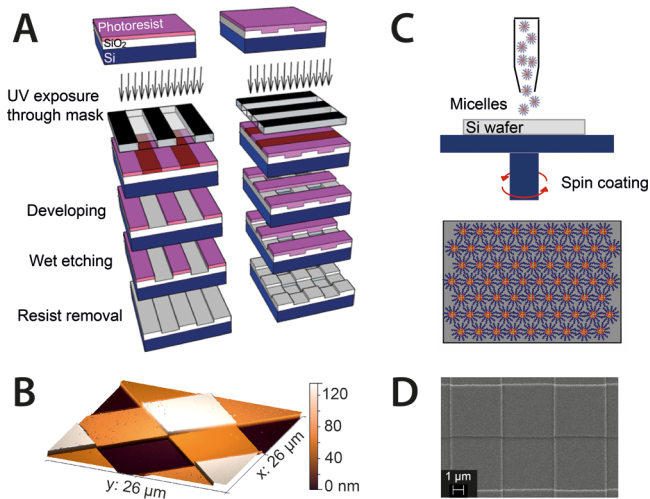 A
Photoresist
SiO₂
Si
UV exposure
through mask
Developing
Wet etching
Resist removal
B
120
80
40
0 nm
y: 26 µm
x: 26 µm
C
Micelles
Si wafer
Spin coating
D
1 µm